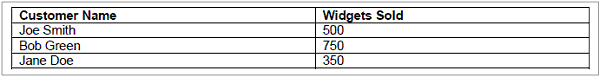 Customer Name Widgets Sold
Joe Smith 500
Bob Green 750
Jane Doe 350